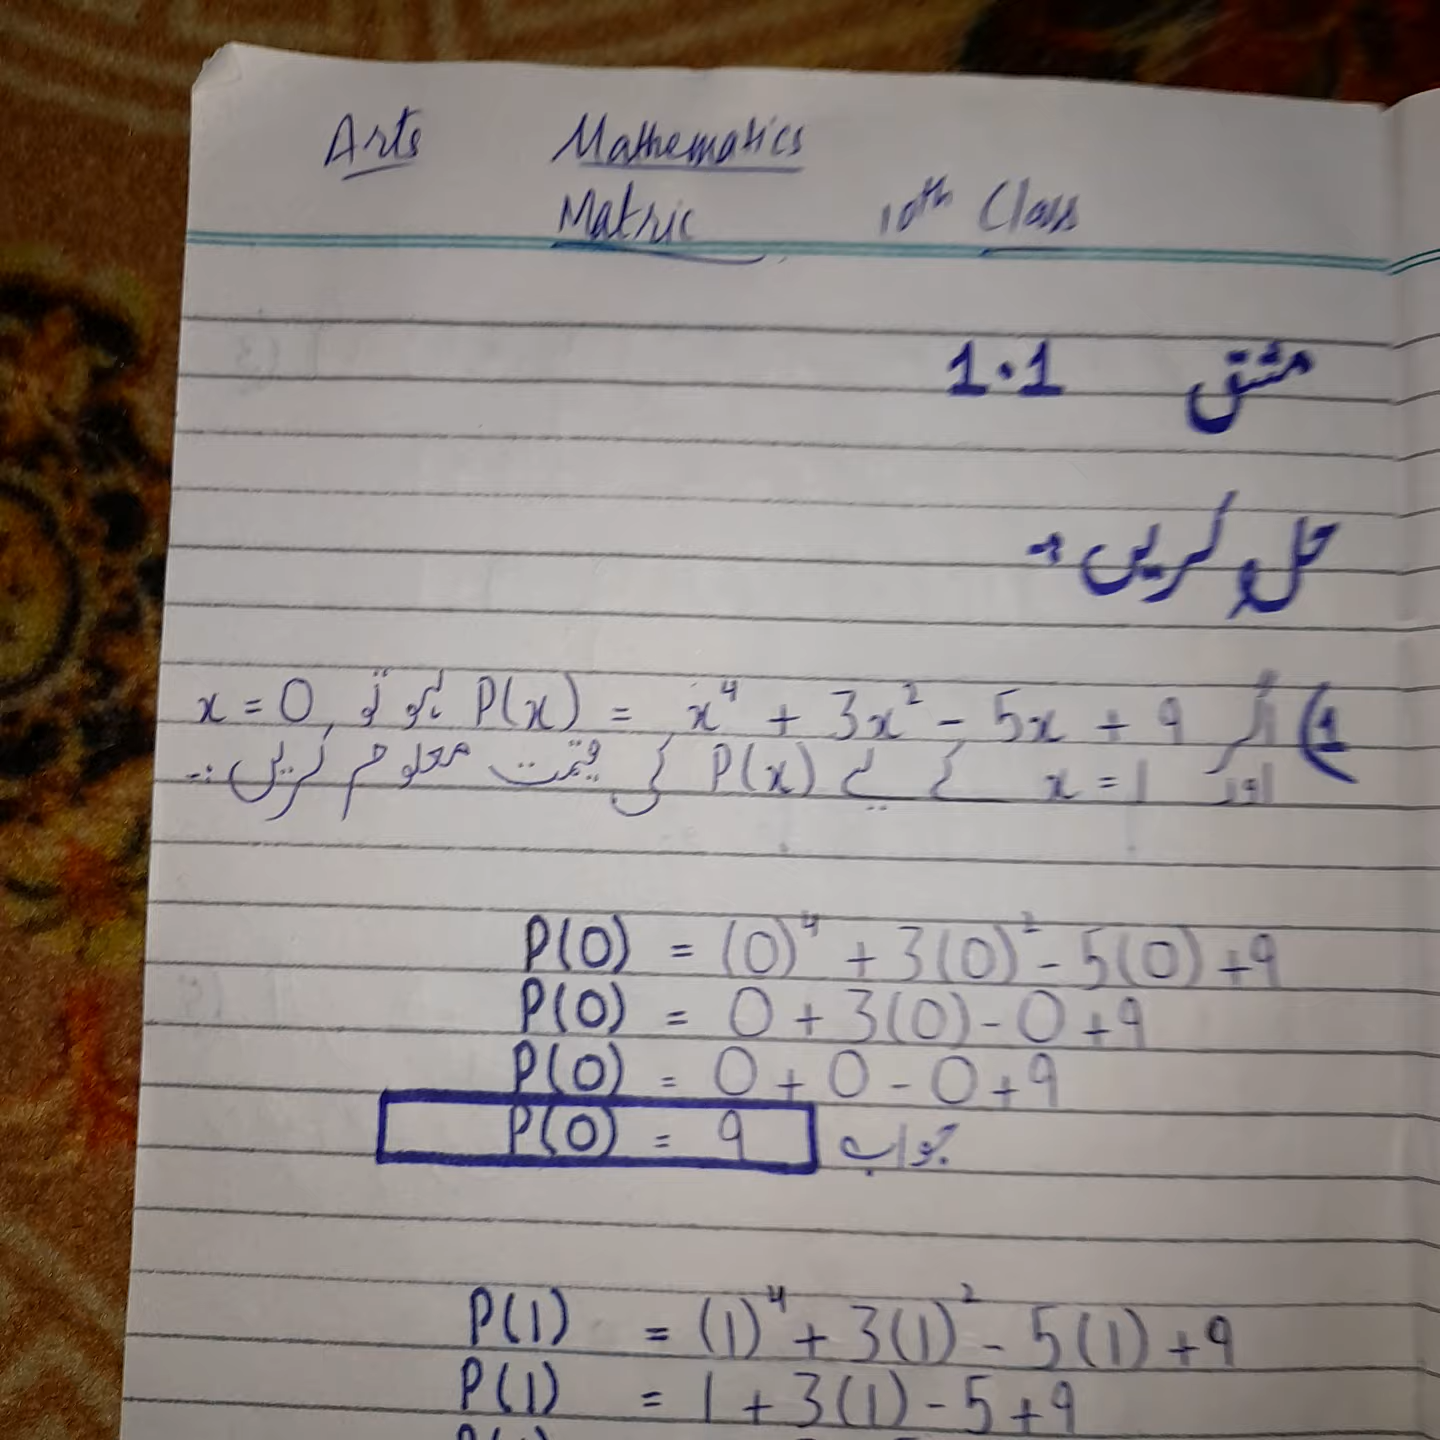 Arts Mathematics
Matric 10th Class
مشق 1.1
حل کریں :-
1) اگر P(x) = x⁴ + 3x² - 5x + 9 ہو تو x = 0
اور x = 1 کے لیے P(x) کی قیمت معلوم کریں :-
P(0) = (0)⁴ + 3(0)² - 5(0) + 9
P(0) = 0 + 3(0) - 0 + 9
P(0) = 0 + 0 - 0 + 9
P(0) = 9 جواب
P(1) = (1)⁴ + 3(1)² - 5(1) + 9
P(1) = 1 + 3(1) - 5 + 9